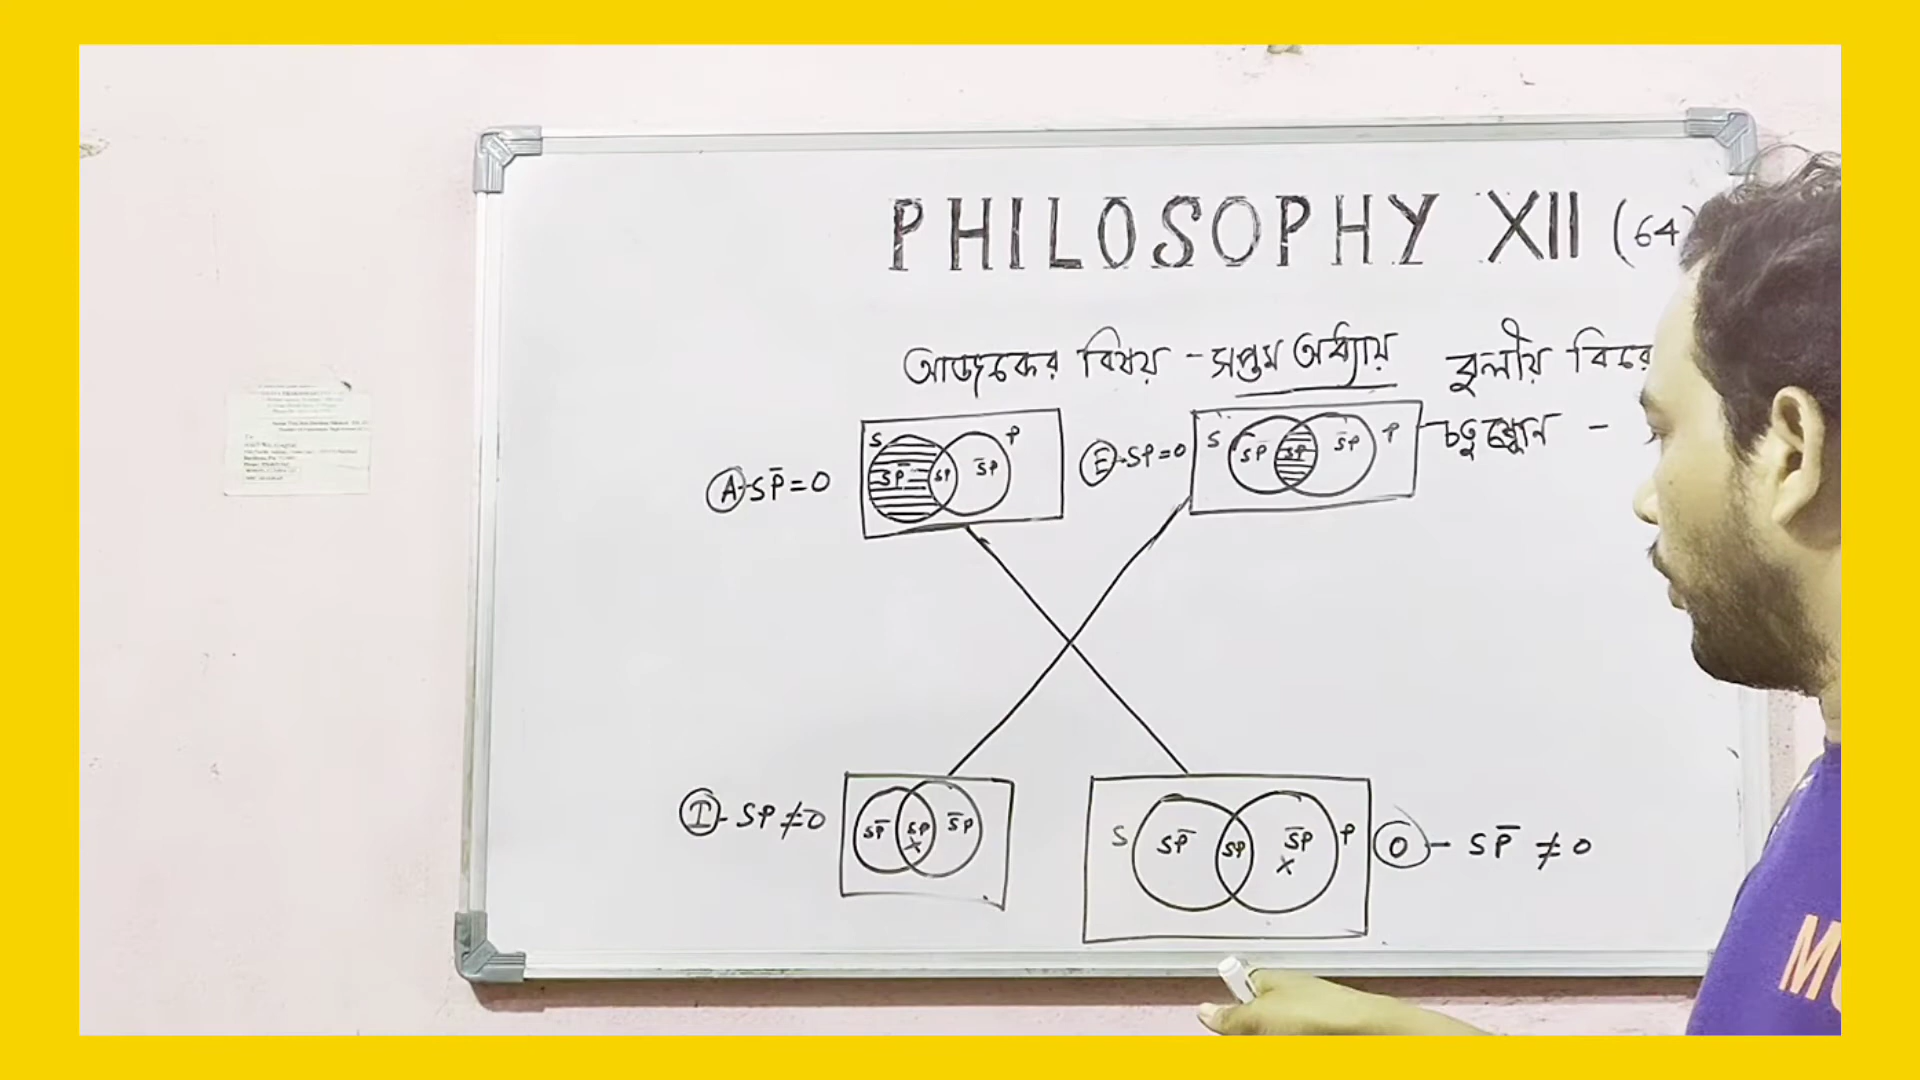 PHILOSOPHY XII (64)
আজকের বিষয় - সপ্তম অধ্যায় বুলীয় বিরো
চতুষ্কোন -
S P
(A) SP̄ = 0 SP̄ SP S̄P
(E) - SP = 0 S SP̄ SP S̄P P
(I) - SP ≠ 0 SP̄ SP S̄P X
S SP̄ SP S̄P X P (O) - SP̄ ≠ 0
M